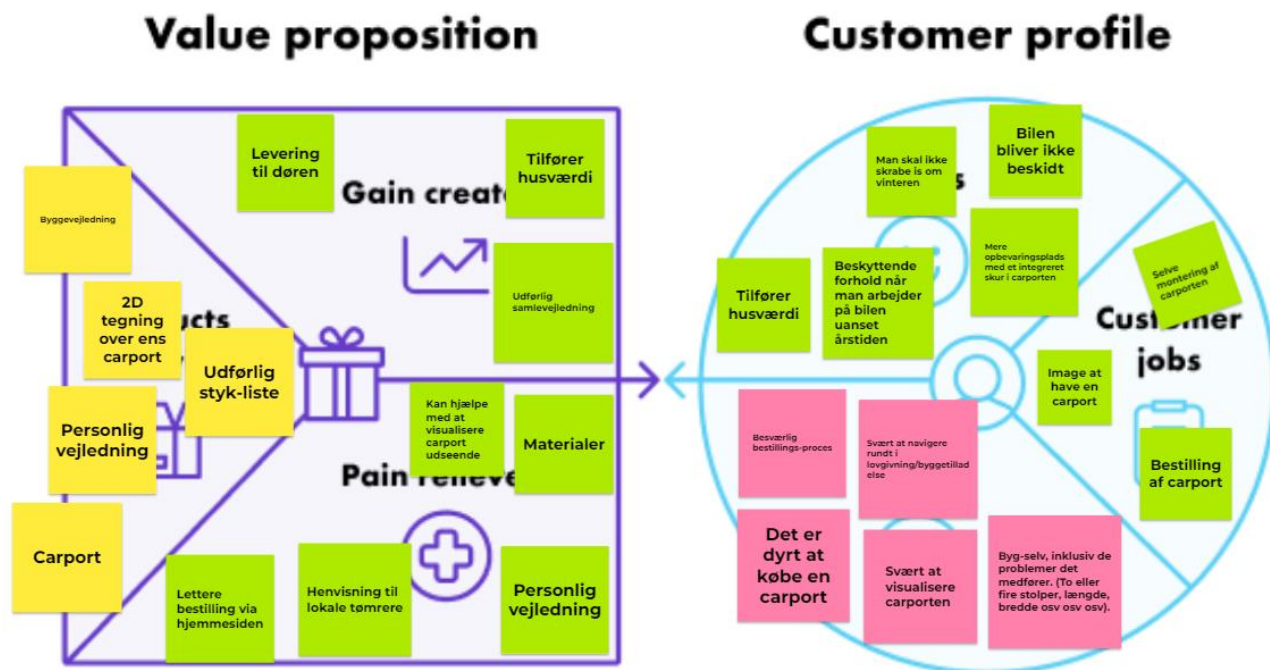 Value proposition
Customer profile
Levering
til døren
Tilfører
husværdi
Gain create
Byggevejledning
Udførlig
samlevejledning
2D
tegning
over ens
carport
ucts
Udførlig
styk-liste
Personlig
vejledning
Carport
Kan hjælpe
med at
visualisere
carport
udseende
Materialer
Pain relieve
Lettere
bestilling via
hjemmesiden
Henvisning til
lokale tømrere
Personlig
vejledning
Man skal ikke
skrabe is om
vinteren
Bilen
bliver ikke
beskidt
s
Tilfører
husværdi
Beskyttende
forhold når
man arbejder
på bilen
uanset
årstiden
Mere
opbevaringsplads
med et integreret
skur i carporten
Selve
montering af
carporten
Customer
jobs
Image at
have en
carport
Bestilling
af carport
Besværlig
bestillings-proces
Svært at navigere
rundt i
lovgivning/byggetillad
else
Det er
dyrt at
købe en
carport
Svært at
visualisere
carporten
Byg-selv, inklusiv de
problemer det
medfører. (To eller
fire stolper, længde,
bredde osv osv osv).